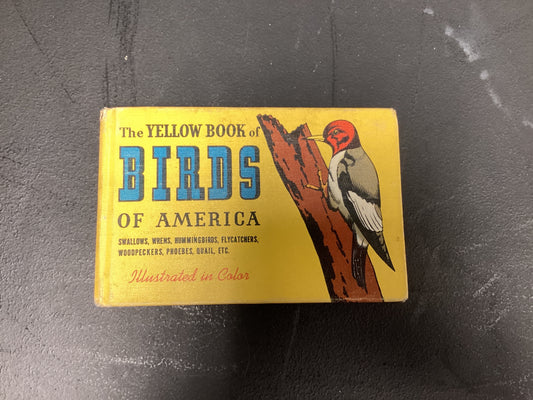 The YELLOW BOOK of
BIRDS
OF AMERICA
SWALLOWS, WRENS, HUMMINGBIRDS, FLYCATCHERS,
WOODPECKERS, PHOEBES, QUAIL, ETC.
Illustrated in Color